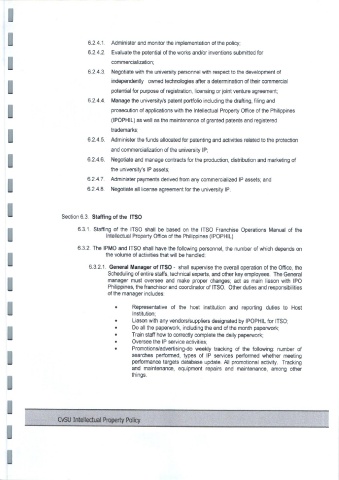 6.2.4.1. Administer and monitor the implementation of the policy;
6.2.4.2. Evaluate the potential of the works and/or inventions submitted for
commercialization;
6.2.4.3. Negotiate with the university personnel with respect to the development of
independently owned technologies after a determination of their commercial
potential for purpose of registration, licensing or joint venture agreement;
6.2.4.4. Manage the university's patent portfolio including the drafting, filing and
prosecution of applications with the Intellectual Property Office of the Philippines
(IPOPHIL) as well as the maintenance of granted patents and registered
trademarks
6.2.4.5. Administer the funds allocated for patenting and activities related to the protection
and commercialization of the university IP;
6.2.4.6. Negotiate and manage contracts for the production, distribution and marketing of
the university's IP assets;
6.2.4.7. Administer payments derived from any commercialized IP assets; and
6.2.4.8. Negotiate all license agreement for the university IP.
Section 6.3. Staffing of the ITSO
6.3.1. Staffing of the ITSO shall be based on the ITSO Franchise Operations Manual of the
Intellectual Property Office of the Philippines (IPOPHIL)
6.3.2. The IPMO and ITSO shall have the following personnel, the number of which depends on
the volume of activities that will be handled:
6.3.2.1. General Manager of ITSO - shall supervise the overall operation of the Office, the
Scheduling of entire staffs, technical experts, and other key employees. The General
manager must oversee and make proper changes; act as main liason with IPO
Philippines, the franchisor and coordinator of ITSO. Other duties and responsibilities
of the manager includes:
• Representative of the host institution and reporting duties to Host
Institution;
• Liason with any vendors/suppliers designated by IPOPHIL for ITSO;
• Do all the paperwork, including the end of the month paperwork;
• Train staff how to correctly complete the daily paperwork;
• Oversee the IP service activities
• Promotions/advertising-do weekly tracking of the following: number of
searches performed, types of IP services performed whether meeting
performance targets database update. All promotional activity. Tracking
and maintenance, equipment repairs and maintenance, among other
things.
CvSU Intellectual Property Policy